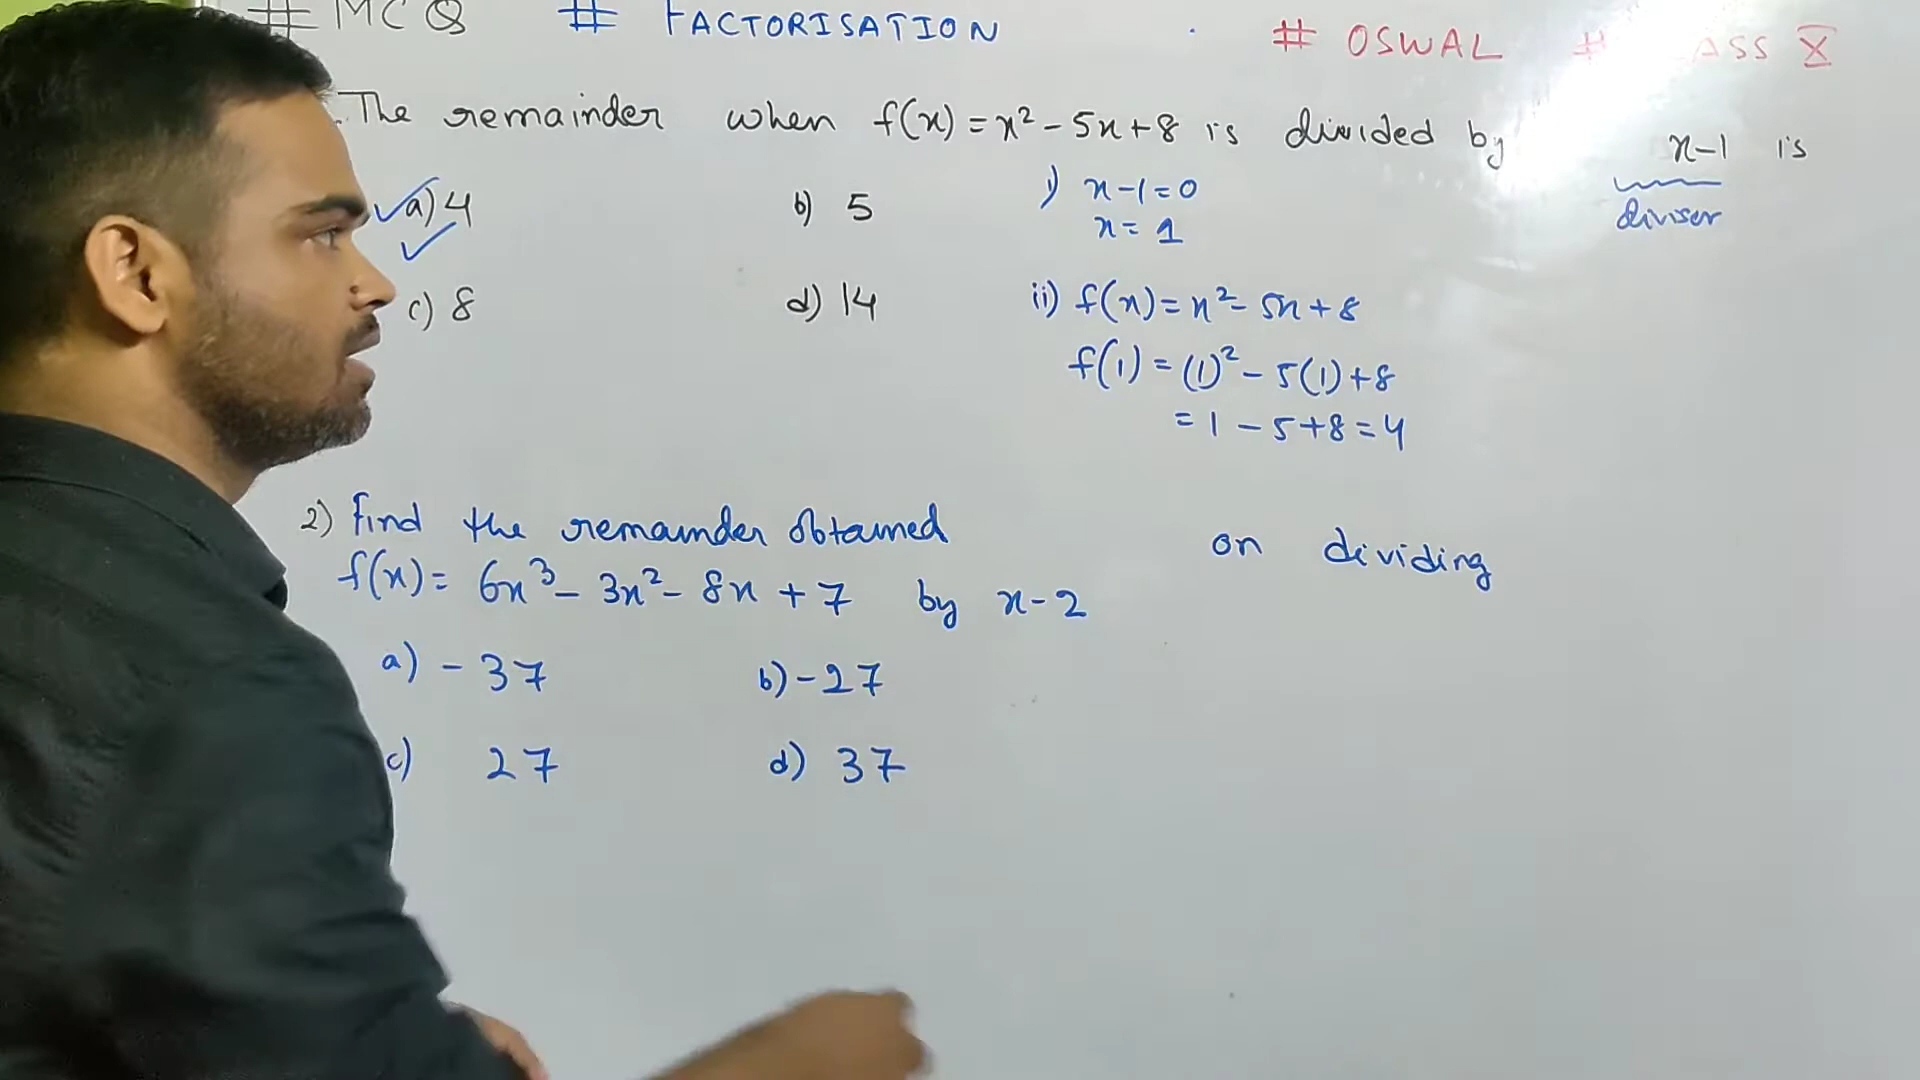 # MCQ # FACTORISATION # OSWAL # ASS X
The remainder when f(x) = x² - 5x + 8 is divided by x-1 is
diviser
a) 4 b) 5
c) 8 d) 14
i) x-1=0
x = 1
ii) f(x) = x² - 5x + 8
f(1) = (1)² - 5(1) + 8
= 1 - 5 + 8 = 4
2) Find the remainder obtained on dividing
f(x) = 6x³ - 3x² - 8x + 7 by x-2
a) -37 b) -27
c) 27 d) 37